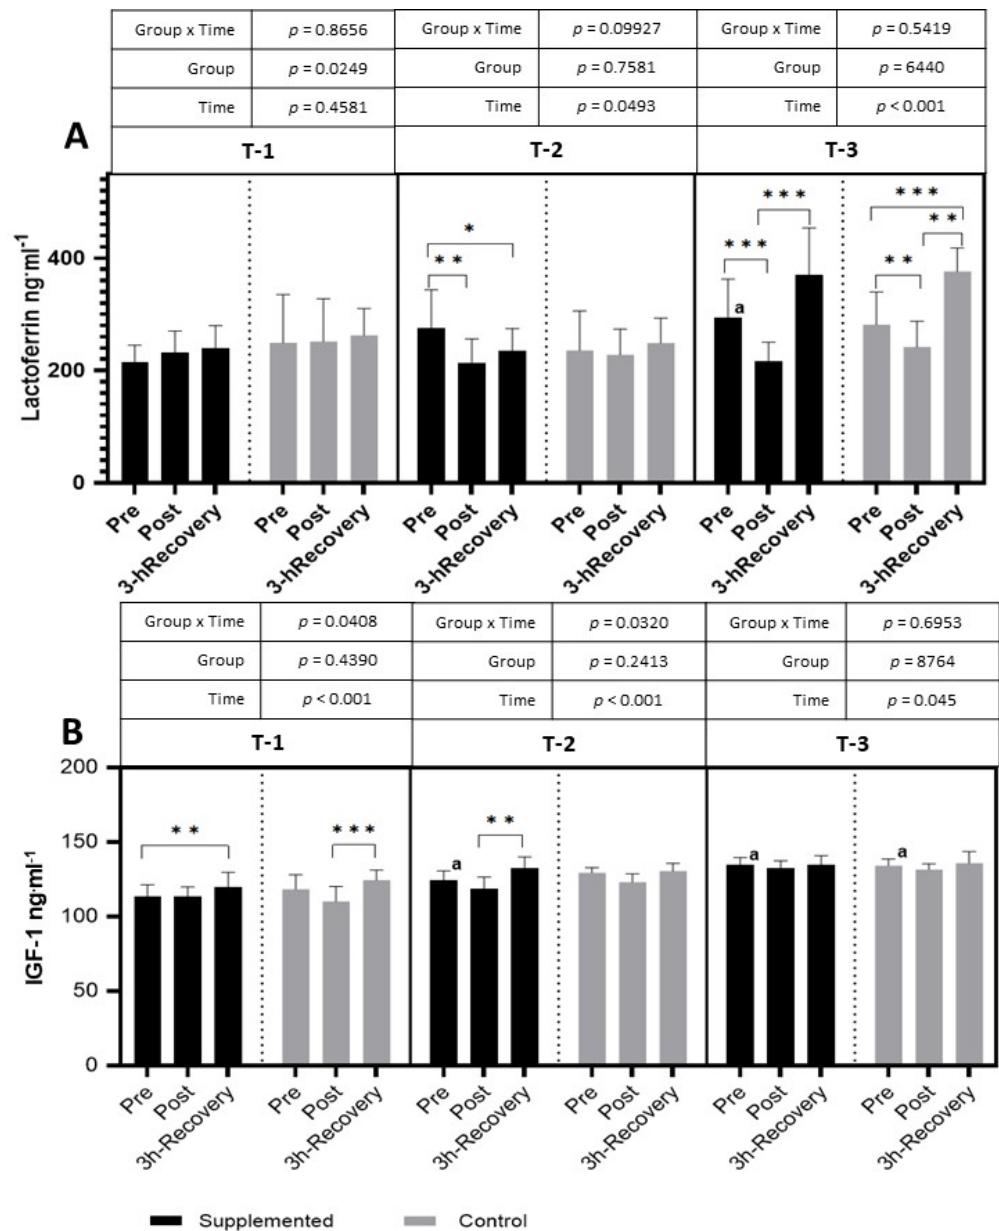 Group x Time p = 0.8656 Group x Time p = 0.09927 Group x Time p = 0.5419
Group p = 0.0249 Group p = 0.7581 Group p = 6440
Time p = 0.4581 Time p = 0.0493 Time p < 0.001
A
T-1 T-2 T-3
Lactoferrin ng·ml-1
400
200
0
* * * * * * * * * * * * * * * * * * *
a
Pre Post 3-hRecovery Pre Post 3-hRecovery Pre Post 3-hRecovery Pre Post 3-hRecovery Pre Post 3-hRecovery Pre Post 3-hRecovery
Group x Time p = 0.0408 Group x Time p = 0.0320 Group x Time p = 0.6953
Group p = 0.4390 Group p = 0.2413 Group p = 8764
Time p < 0.001 Time p < 0.001 Time p = 0.045
B
T-1 T-2 T-3
IGF-1 ng·ml-1
200
150
100
50
0
* * * * * * *
a a a
Pre Post 3h-Recovery Pre Post 3h-Recovery Pre Post 3h-Recovery Pre Post 3h-Recovery Pre Post 3h-Recovery Pre Post 3h-Recovery
Supplemented Control